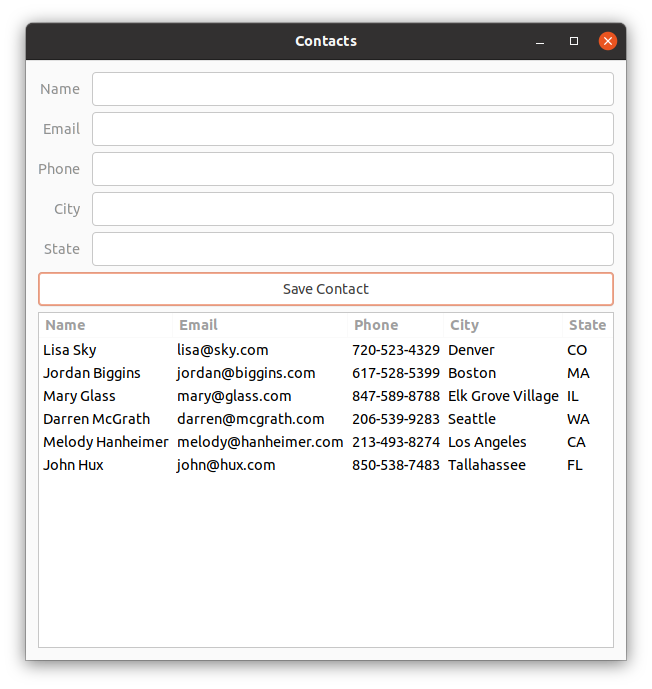 Contacts
Name
Email
Phone
City
State
Save Contact
Name Email Phone City State
Lisa Sky lisa@sky.com 720-523-4329 Denver CO
Jordan Biggins jordan@biggins.com 617-528-5399 Boston MA
Mary Glass mary@glass.com 847-589-8788 Elk Grove Village IL
Darren McGrath darren@mcgrath.com 206-539-9283 Seattle WA
Melody Hanheimer melody@hanheimer.com 213-493-8274 Los Angeles CA
John Hux john@hux.com 850-538-7483 Tallahassee FL